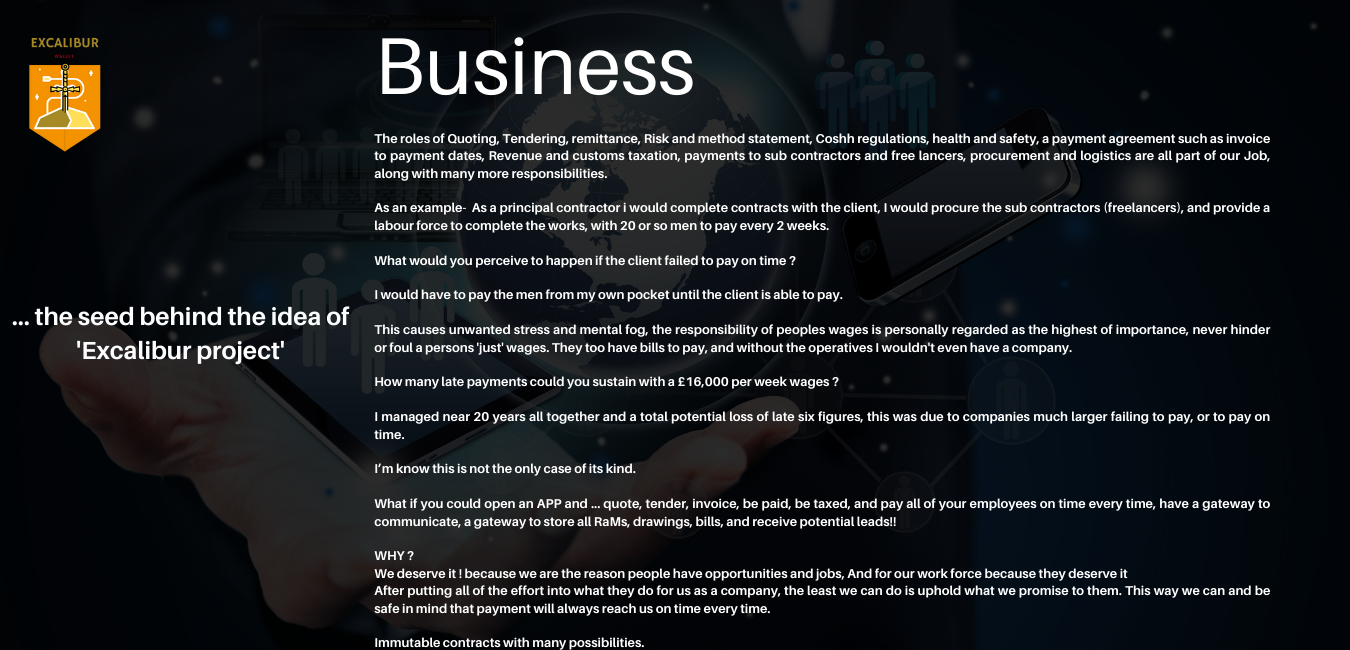 EXCALIBUR
WALLET
Business
... the seed behind the idea of
'Excalibur project'
The roles of Quoting, Tendering, remittance, Risk and method statement, Coshh regulations, health and safety, a payment agreement such as invoice
to payment dates, Revenue and customs taxation, payments to sub contractors and free lancers, procurement and logistics are all part of our Job,
along with many more responsibilities.
As an example-  As a principal contractor i would complete contracts with the client, I would procure the sub contractors (freelancers), and provide a
labour force to complete the works, with 20 or so men to pay every 2 weeks.
What would you perceive to happen if the client failed to pay on time ?
I would have to pay the men from my own pocket until the client is able to pay.
This causes unwanted stress and mental fog, the responsibility of peoples wages is personally regarded as the highest of importance, never hinder
or foul a persons 'just' wages. They too have bills to pay, and without the operatives I wouldn't even have a company.
How many late payments could you sustain with a £16,000 per week wages ?
I managed near 20 years all together and a total potential loss of late six figures, this was due to companies much larger failing to pay, or to pay on
time.
I'm know this is not the only case of its kind.
What if you could open an APP and ... quote, tender, invoice, be paid, be taxed, and pay all of your employees on time every time, have a gateway to
communicate, a gateway to store all RaMs, drawings, bills, and receive potential leads!!
WHY ?
We deserve it ! because we are the reason people have opportunities and jobs, And for our work force because they deserve it
After putting all of the effort into what they do for us as a company, the least we can do is uphold what we promise to them. This way we can and be
safe in mind that payment will always reach us on time every time.
Immutable contracts with many possibilities.